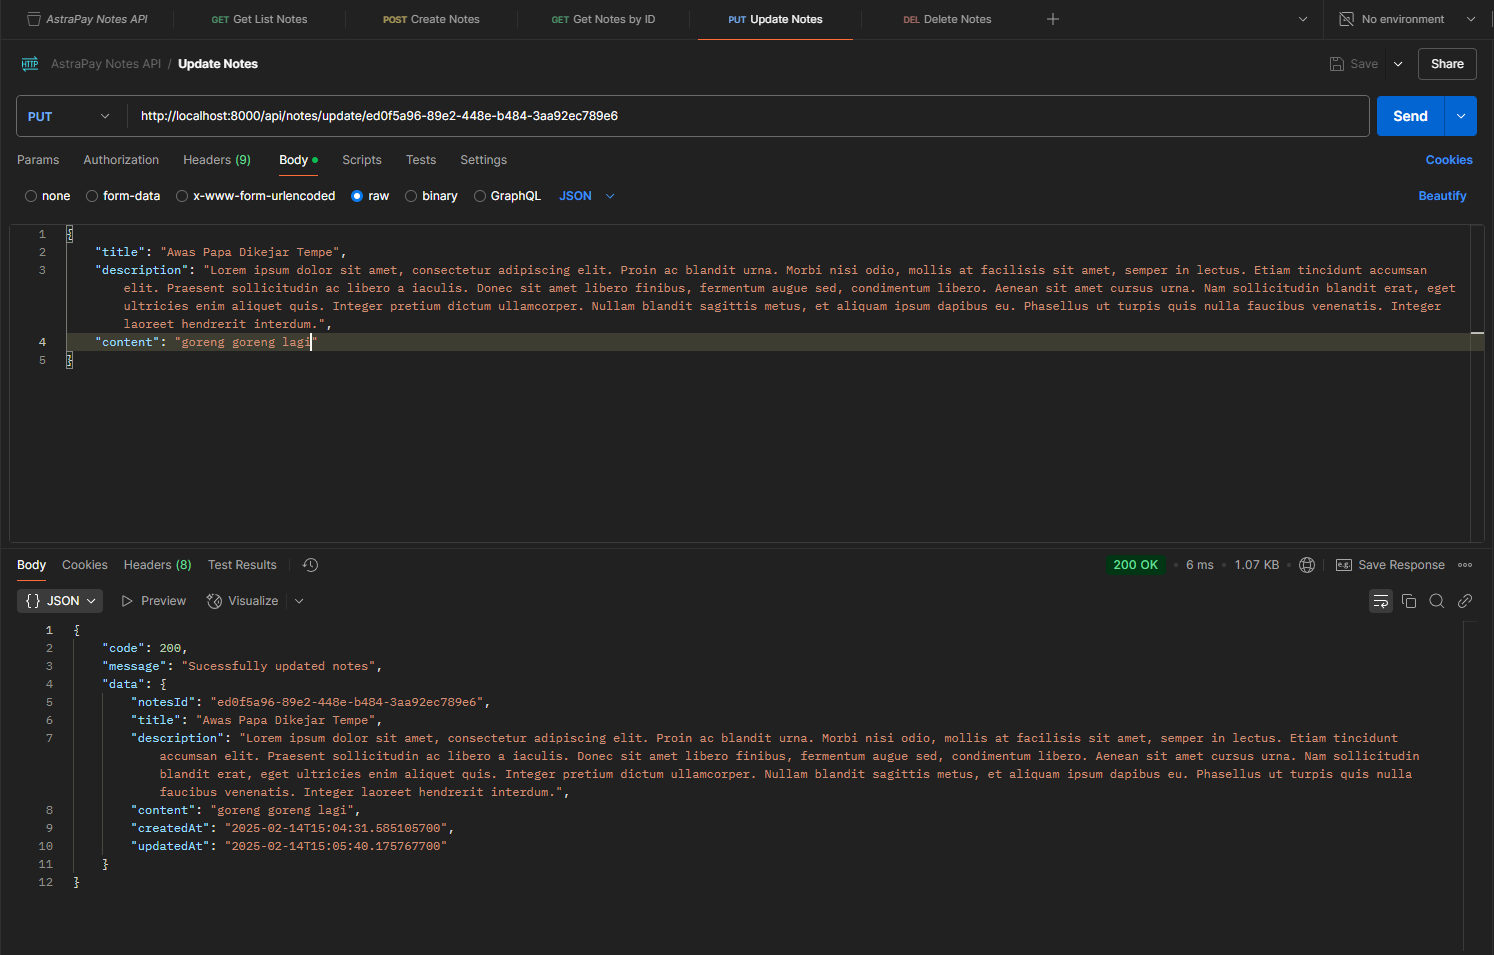 AstraPay Notes API
GET Get List Notes
POST Create Notes
GET Get Notes by ID
PUT Update Notes
DEL Delete Notes
No environment
HTTP AstraPay Notes API / Update Notes
Save
Share
PUT
http://localhost:8000/api/notes/update/ed0f5a96-89e2-448e-b484-3aa92ec789e6
Send
Params Authorization Headers (9) Body Scripts Tests Settings
Cookies
none form-data x-www-form-urlencoded raw binary GraphQL JSON
Beautify
1 {
2 "title": "Awas Papa Dikejar Tempe",
3 "description": "Lorem ipsum dolor sit amet, consectetur adipiscing elit. Proin ac blandit urna. Morbi nisi odio, mollis at facilisis sit amet, semper in lectus. Etiam tincidunt accumsan
elit. Praesent sollicitudin ac libero a iaculis. Donec sit amet libero finibus, fermentum augue sed, condimentum libero. Aenean sit amet cursus urna. Nam sollicitudin blandit erat, eget
ultricies enim aliquet quis. Integer pretium dictum ullamcorper. Nullam blandit sagittis metus, et aliquam ipsum dapibus eu. Phasellus ut turpis quis nulla faucibus venenatis. Integer
laoreet hendrerit interdum.",
4 "content": "goreng goreng lagi"
5 }
Body Cookies Headers (8) Test Results
200 OK • 6 ms • 1.07 KB •
e.g. Save Response
{} JSON Preview Visualize
1 {
2 "code": 200,
3 "message": "Sucessfully updated notes",
4 "data": {
5 "notesId": "ed0f5a96-89e2-448e-b484-3aa92ec789e6",
6 "title": "Awas Papa Dikejar Tempe",
7 "description": "Lorem ipsum dolor sit amet, consectetur adipiscing elit. Proin ac blandit urna. Morbi nisi odio, mollis at facilisis sit amet, semper in lectus. Etiam tincidunt
accumsan elit. Praesent sollicitudin ac libero a iaculis. Donec sit amet libero finibus, fermentum augue sed, condimentum libero. Aenean sit amet cursus urna. Nam sollicitudin
blandit erat, eget ultricies enim aliquet quis. Integer pretium dictum ullamcorper. Nullam blandit sagittis metus, et aliquam ipsum dapibus eu. Phasellus ut turpis quis nulla
faucibus venenatis. Integer laoreet hendrerit interdum.",
8 "content": "goreng goreng lagi",
9 "createdAt": "2025-02-14T15:04:31.585105700",
10 "updatedAt": "2025-02-14T15:05:40.175767700"
11 }
12 }